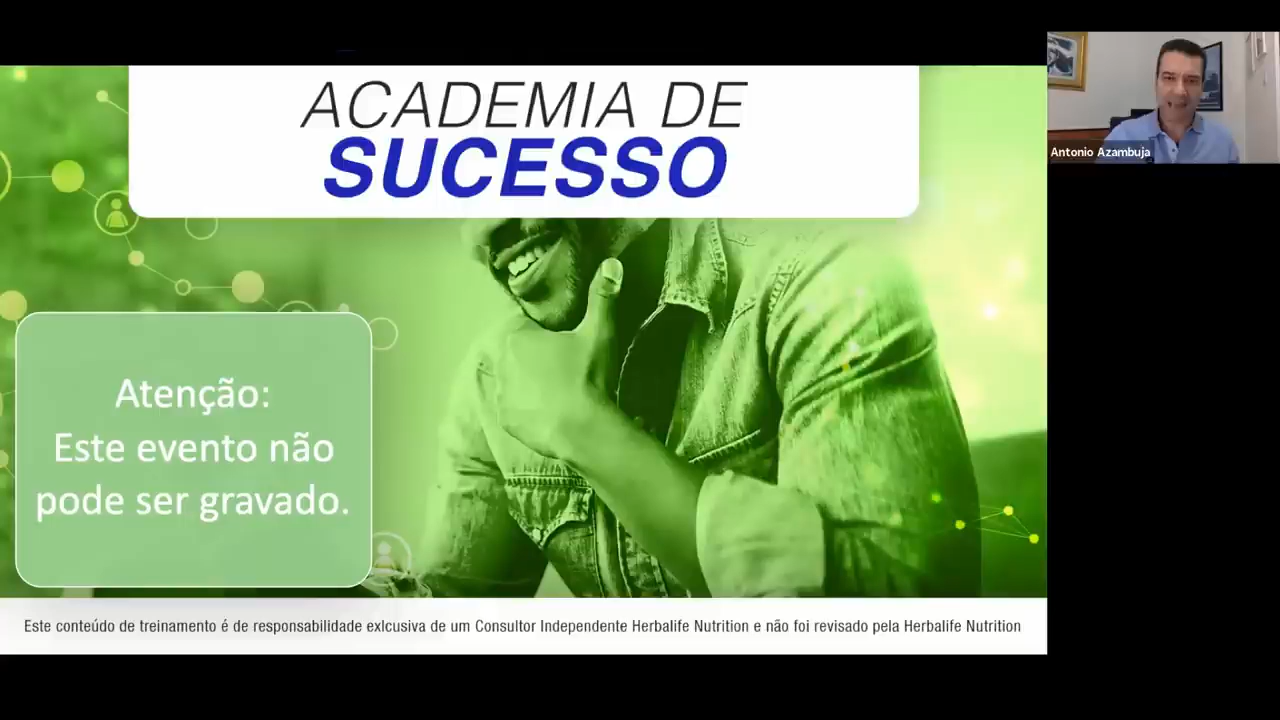 ACADEMIA DE
SUCESSO
Antonio Azambuja
Atenção:
Este evento não
pode ser gravado.
Este conteúdo de treinamento é de responsabilidade exlcusiva de um Consultor Independente Herbalife Nutrition e não foi revisado pela Herbalife Nutrition